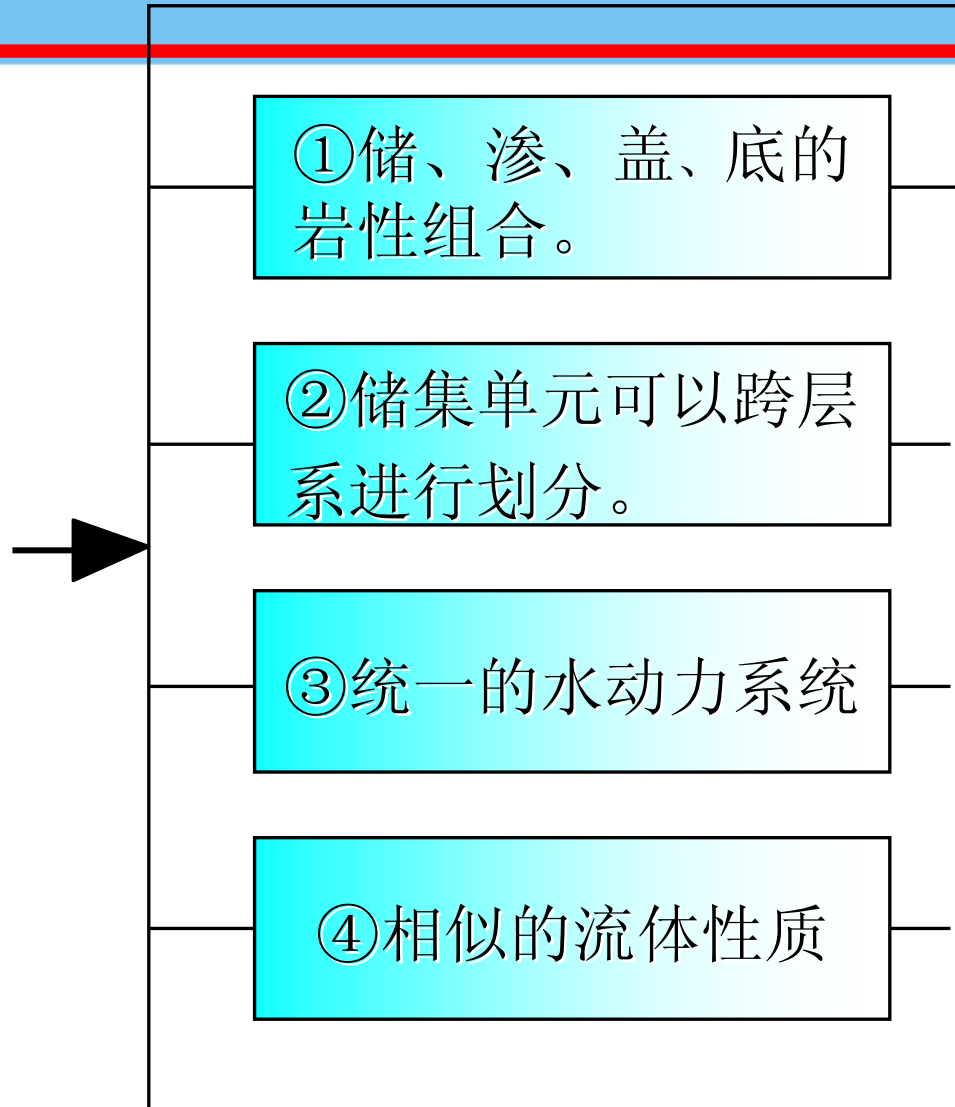 ①储、渗、盖、底的
岩性组合。
②储集单元可以跨层
系进行划分。
③统一的水动力系统
④相似的流体性质